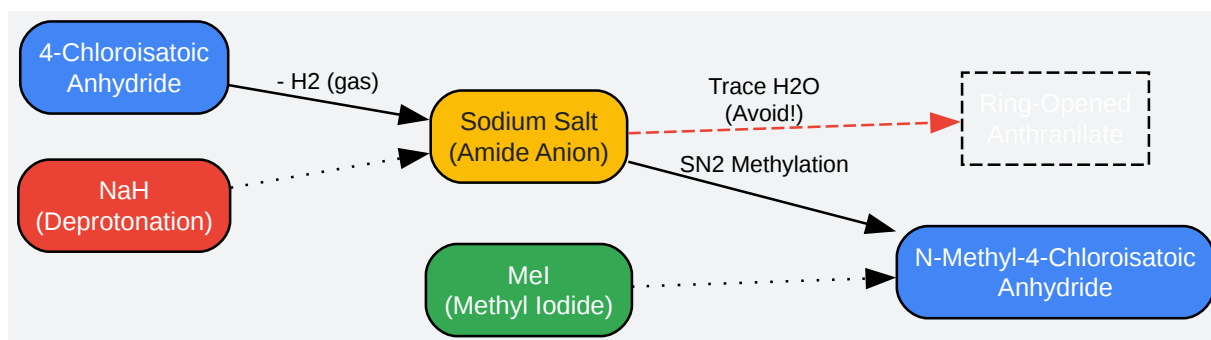 4-Chloroisatoic
Anhydride
- H2 (gas)
NaH
(Deprotonation)
Sodium Salt
(Amide Anion)
Trace H2O
(Avoid!)
SN2 Methylation
MeI
(Methyl Iodide)
Ring-Opened
Anthranilate
N-Methyl-4-Chloroisatoic
Anhydride